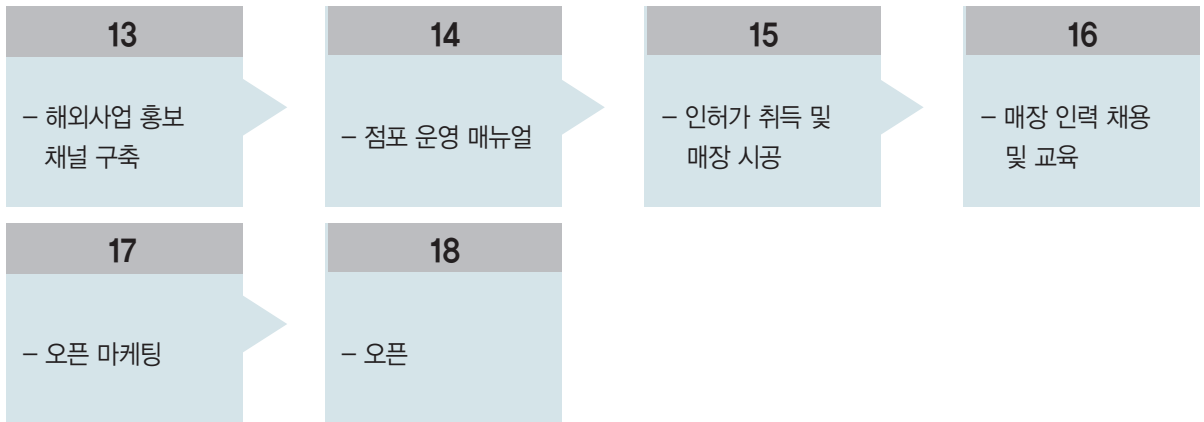 13
– 해외사업 홍보
채널 구축
14
– 점포 운영 매뉴얼
15
– 인허가 취득 및
매장 시공
16
– 매장 인력 채용
및 교육
17
– 오픈 마케팅
18
– 오픈